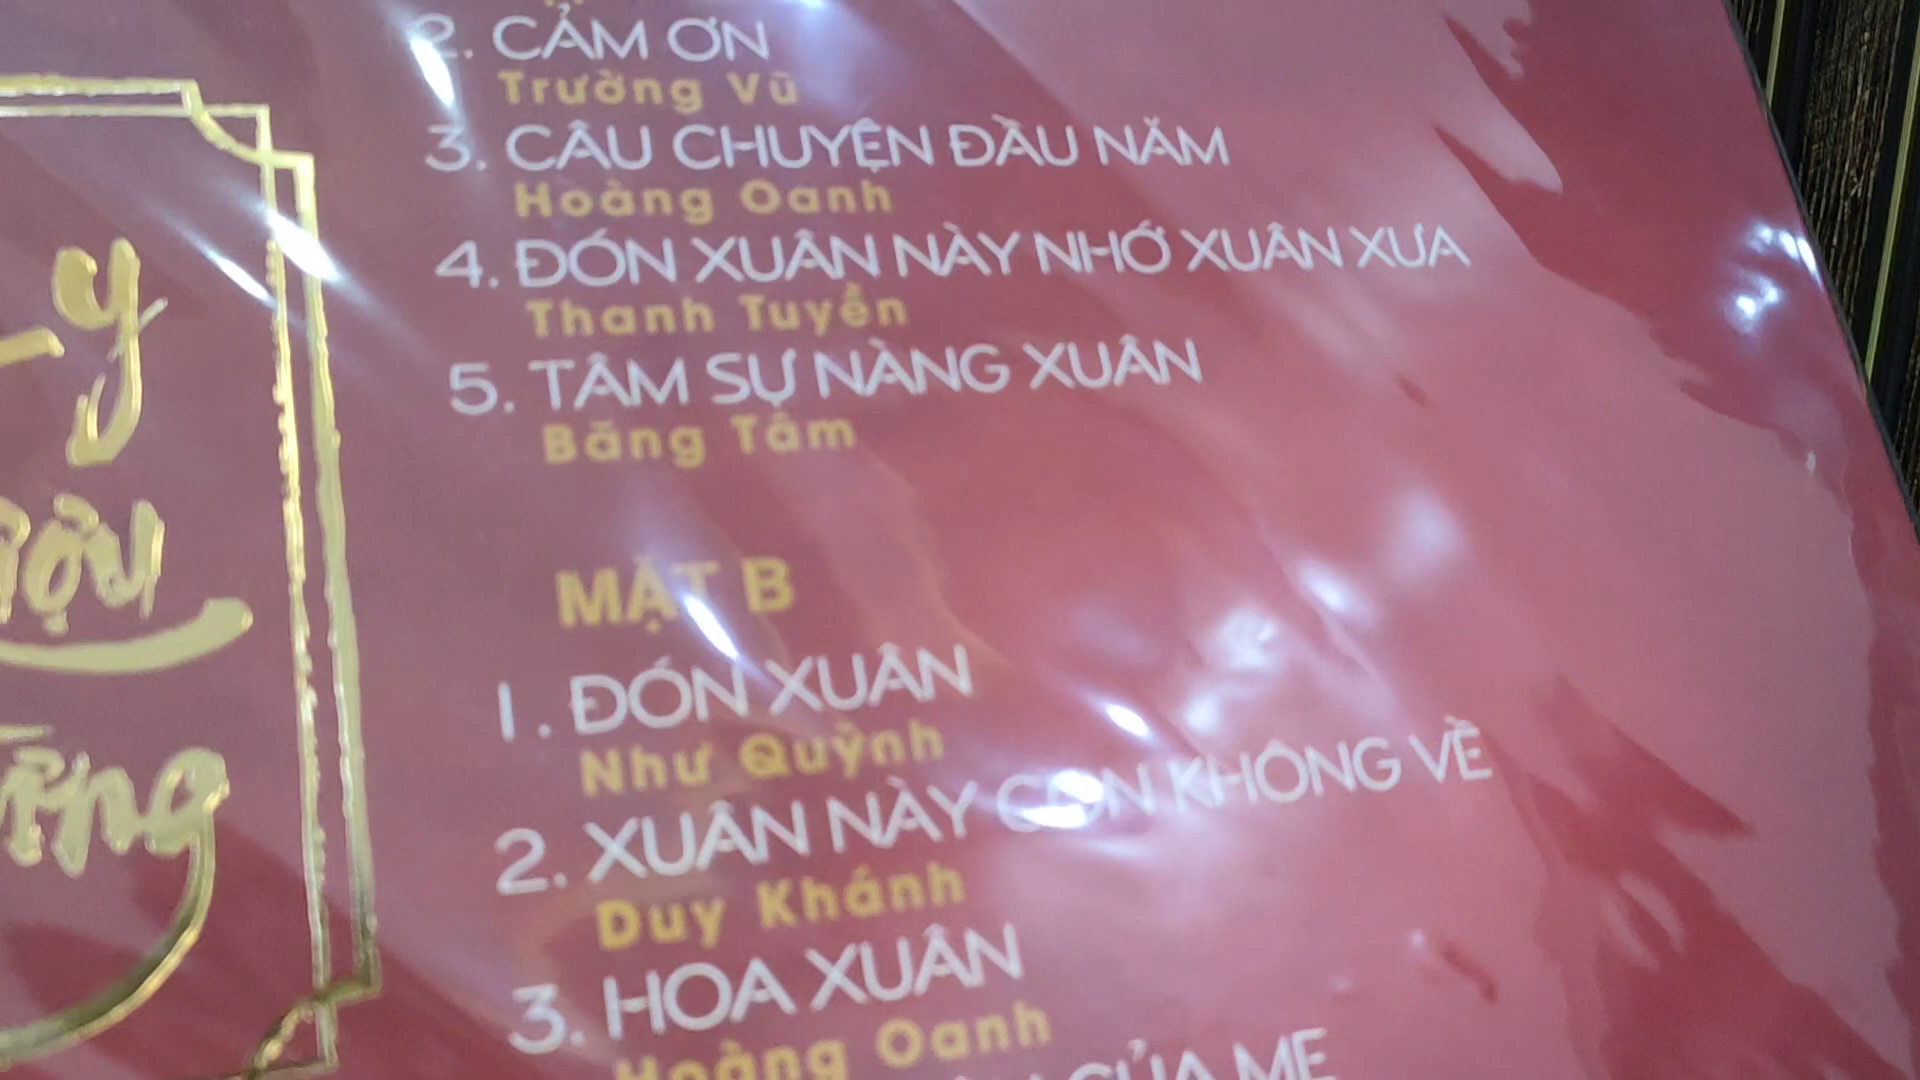 2. CẢM ƠN
Trường Vũ
3. CÂU CHUYỆN ĐẦU NĂM
Hoàng Oanh
4. ĐÓN XUÂN NÀY NHỚ XUÂN XƯA
Thanh Tuyền
5. TÂM SỰ NÀNG XUÂN
Băng Tâm
MẶT B
1. ĐÓN XUÂN
Như Quỳnh
2. XUÂN NÀY CON KHÔNG VỀ
Duy Khánh
3. HOA XUÂN
Hoàng Oanh
CỦA MẸ